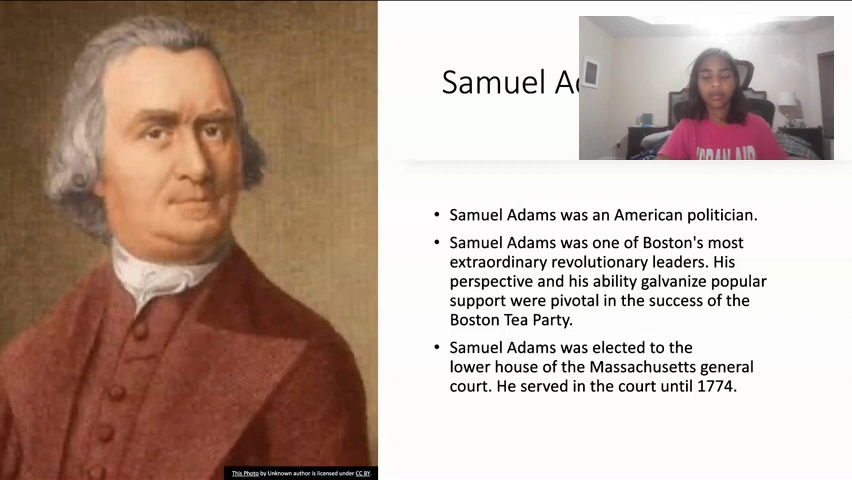 Samuel
• Samuel Adams was an American politician.
• Samuel Adams was one of Boston's most
extraordinary revolutionary leaders. His
perspective and his ability galvanize popular
support were pivotal in the success of the
Boston Tea Party.
• Samuel Adams was elected to the
lower house of the Massachusetts general
court. He served in the court until 1774.
This Photo by Unknown author is licensed under CC BY.